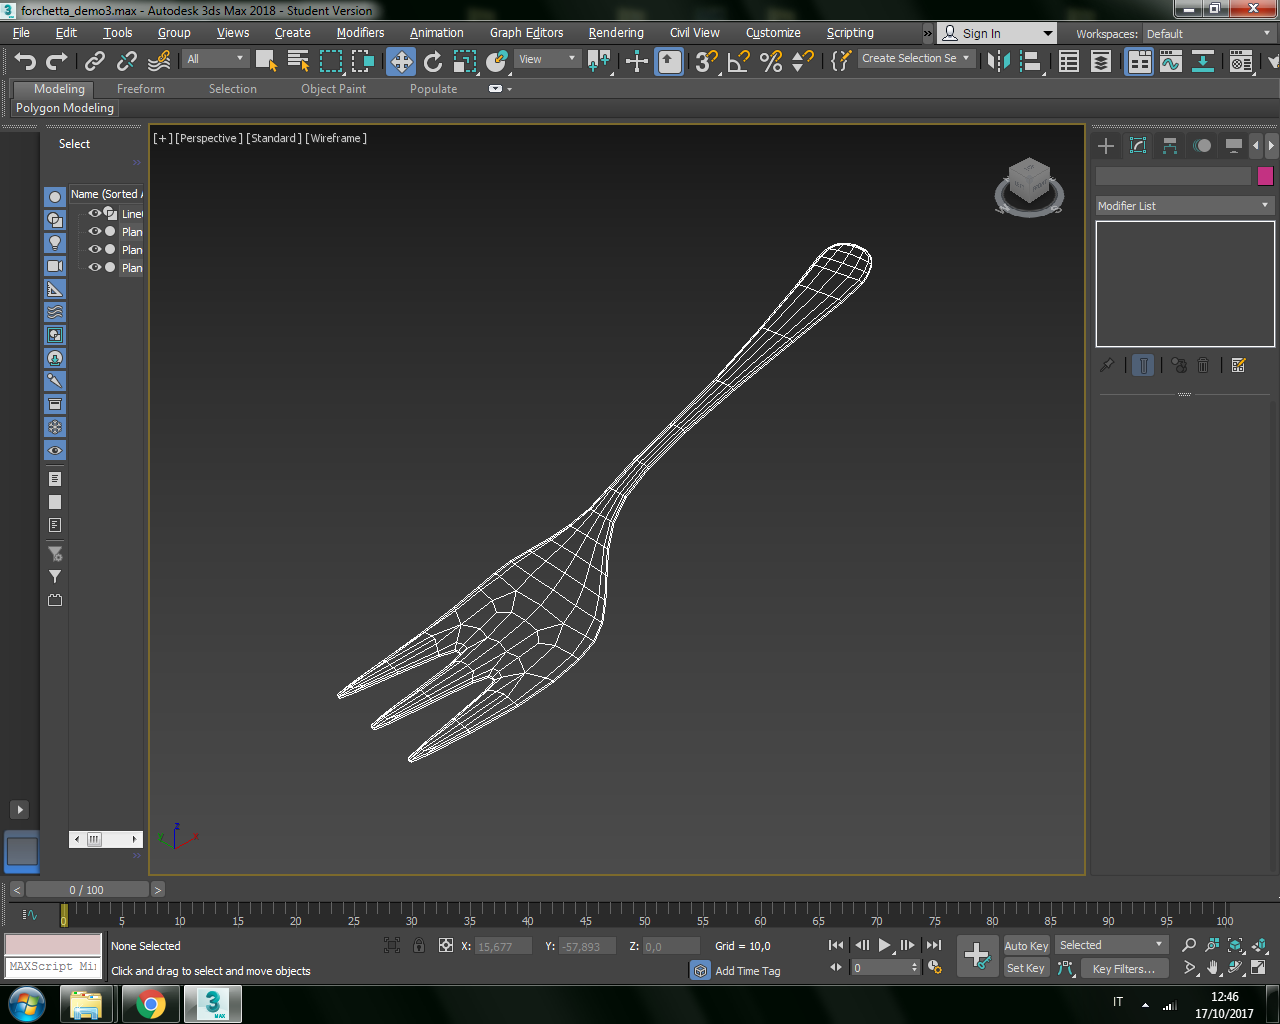 forchetta_demo3.max - Autodesk 3ds Max 2018 - Student Version
File Edit Tools Group Views Create Modifiers Animation Graph Editors Rendering Civil View Customize Scripting » Sign In Workspaces: Default
All View Create Selection Se
Modeling Freeform Selection Object Paint Populate
Polygon Modeling
Select
[+] [Perspective] [Standard] [Wireframe]
Name (Sorted A
Line
Plan
Plan
Plan
Modifier List
z
y
x
0 / 100
0 5 10 15 20 25 30 35 40 45 50 55 60 65 70 75 80 85 90 95 100
None Selected X: 15,677 Y: -57,893 Z: 0,0 Grid = 10,0 Auto Key Selected
MAXScript Mi
Click and drag to select and move objects Add Time Tag 0 Set Key Key Filters...
3 MAX
IT
12:46
17/10/2017